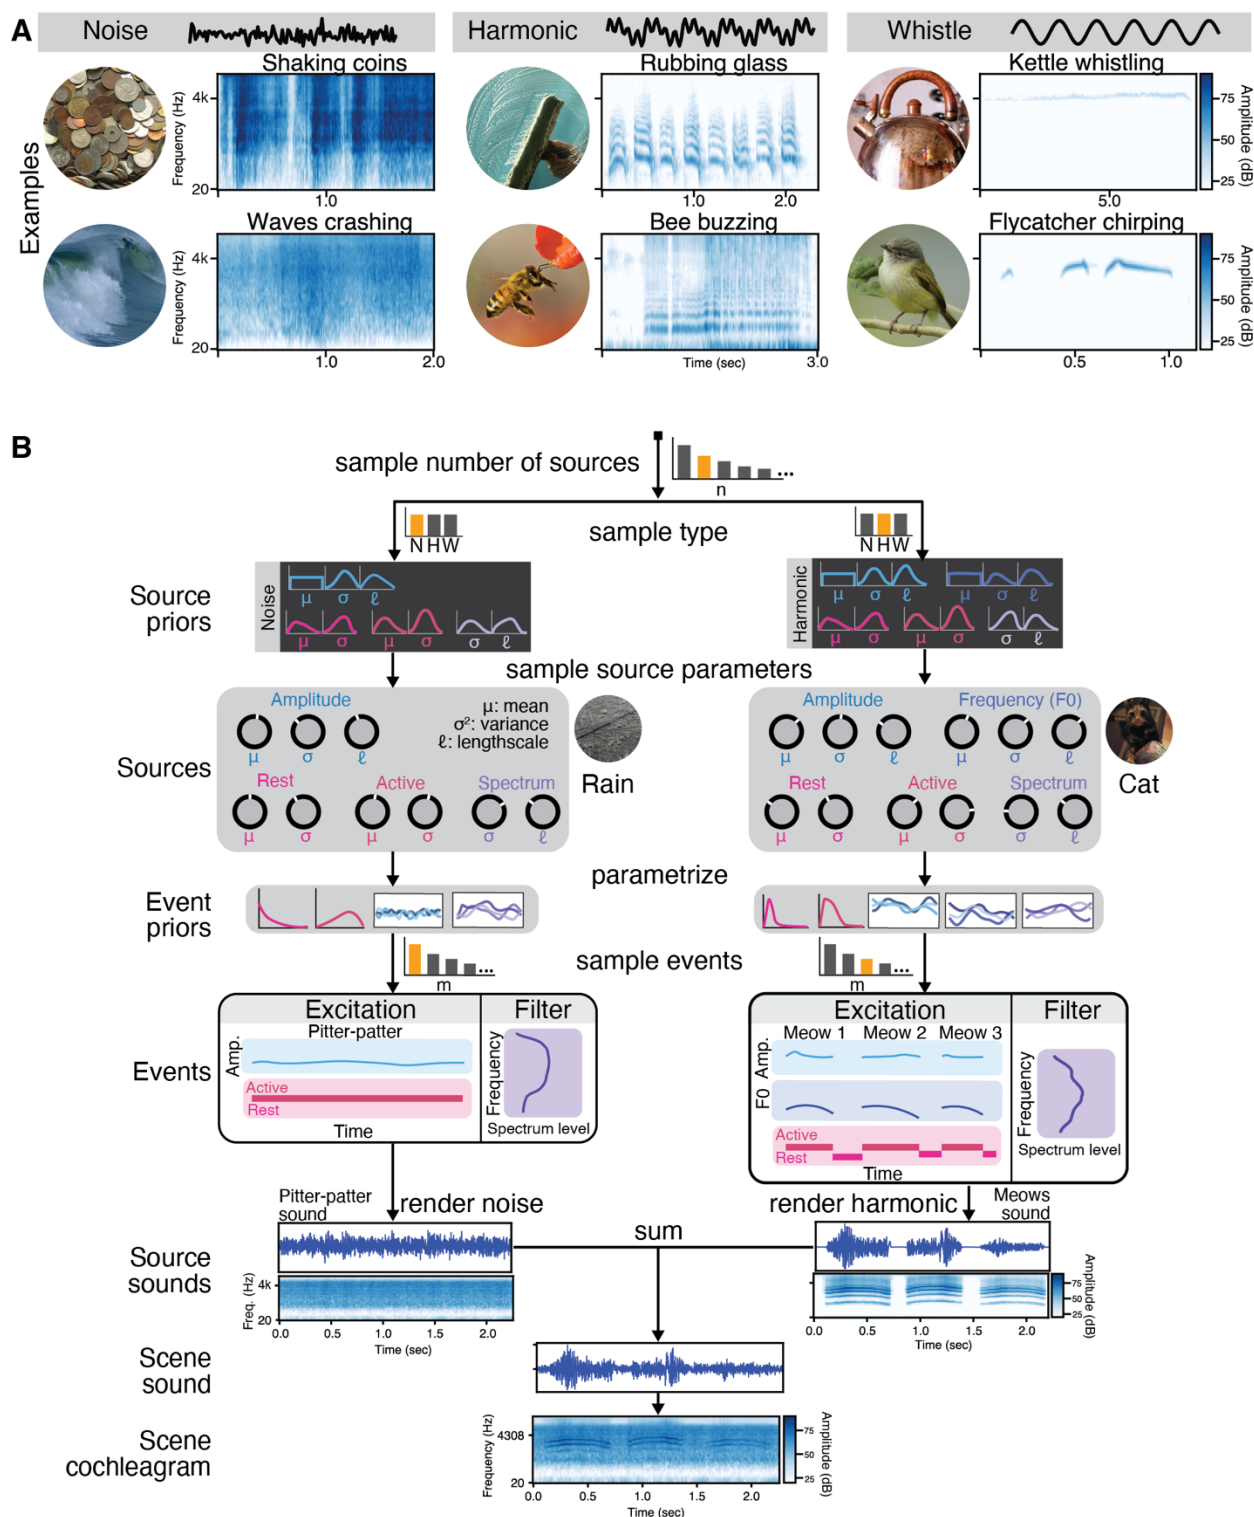 A
Noise
Harmonic
Whistle
Examples
Shaking coins
Frequency (Hz)
4k
20
1.0
Rubbing glass
1.0
2.0
Kettle whistling
5.0
Amplitude (dB)
75
50
25
Waves crashing
Frequency (Hz)
4k
20
1.0
2.0
Bee buzzing
Time (sec)
3.0
Flycatcher chirping
0.5
1.0
Amplitude (dB)
75
50
25
B
sample number of sources
...
n
sample type
N H W
N H W
Source priors
Noise
μ σ ℓ
μ σ μ σ σ ℓ
Harmonic
μ σ ℓ μ σ ℓ
μ σ μ σ σ ℓ
sample source parameters
Sources
Amplitude
μ σ ℓ
μ: mean
σ²: variance
ℓ: lengthscale
Rest
Active
Spectrum
μ σ μ σ σ ℓ
Rain
Amplitude
Frequency (F0)
μ σ ℓ μ σ ℓ
Rest
Active
Spectrum
μ σ μ σ σ ℓ
Cat
parametrize
Event priors
sample events
...
m
...
m
Events
Excitation
Filter
Pitter-patter
Amp.
Active
Rest
Time
Frequency
Spectrum level
Excitation
Filter
Meow 1 Meow 2 Meow 3
Amp.
F0
Active
Rest
Time
Frequency
Spectrum level
Pitter-patter sound
render noise
render harmonic
Meows sound
sum
Source sounds
Freq. (Hz)
4k
20
0.0 0.5 1.0 1.5 2.0
Time (sec)
0.0 0.5 1.0 1.5 2.0
Time (sec)
Amplitude (dB)
75
50
25
Scene sound
Scene cochleagram
Frequency (Hz)
4308
20
0.0 0.5 1.0 1.5 2.0
Time (sec)
Amplitude (dB)
75
50
25